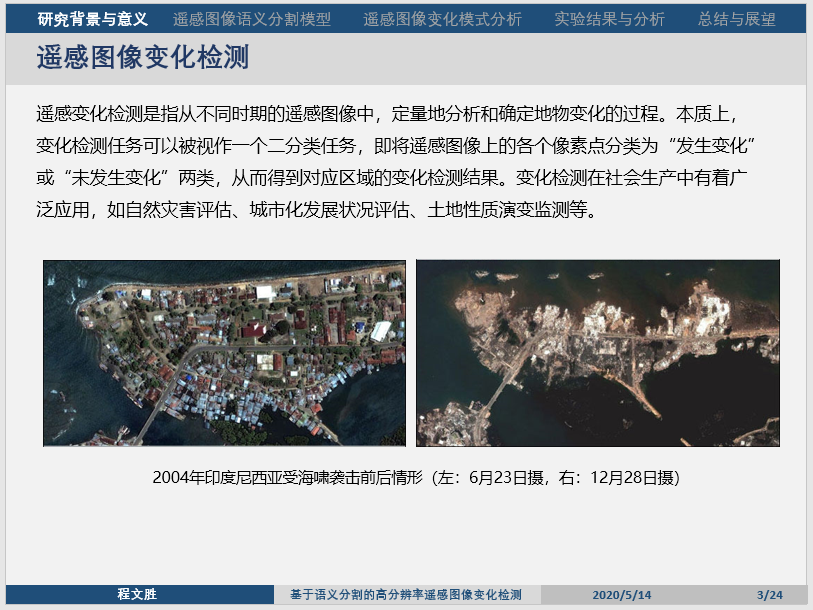 研究背景与意义 遥感图像语义分割模型 遥感图像变化模式分析 实验结果与分析 总结与展望
遥感图像变化检测
遥感变化检测是指从不同时期的遥感图像中，定量地分析和确定地物变化的过程。本质上，
变化检测任务可以被视作一个二分类任务，即将遥感图像上的各个像素点分类为“发生变化”
或“未发生变化”两类，从而得到对应区域的变化检测结果。变化检测在社会生产中有着广
泛应用，如自然灾害评估、城市化发展状况评估、土地性质演变监测等。
2004年印度尼西亚受海啸袭击前后情形（左：6月23日摄，右：12月28日摄）
程文胜 基于语义分割的高分辨率遥感图像变化检测 2020/5/14 3/24